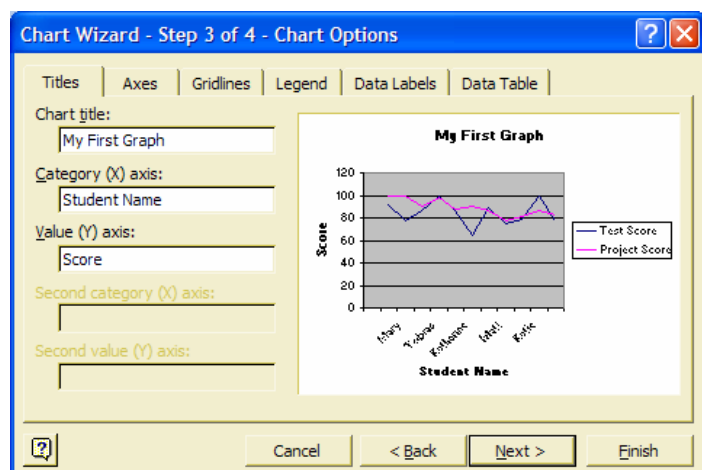 Chart Wizard - Step 3 of 4 - Chart Options
Titles Axes Gridlines Legend Data Labels Data Table
Chart title:
My First Graph
Category (X) axis:
Student Name
Value (Y) axis:
Score
Second category (X) axis:
Second value (Y) axis:
My First Graph
120
100
80
60
40
20
0
Score
Mary Tobias Katherine Matt Katie
Student Name
Test Score
Project Score
Cancel < Back Next > Finish